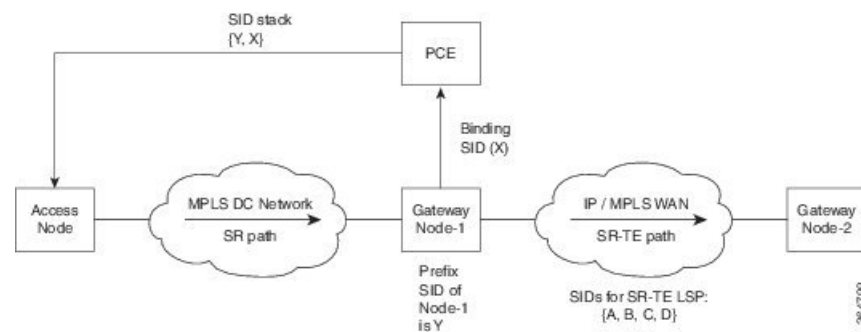 SID stack
{Y, X}
PCE
Binding
SID (X)
Access
Node
MPLS DC Network
SR path
Gateway
Node-1
IP / MPLS WAN
SR-TE path
Gateway
Node-2
Prefix
SID of
Node-1
is Y
SIDs for SR-TE LSP:
{A, B, C, D}